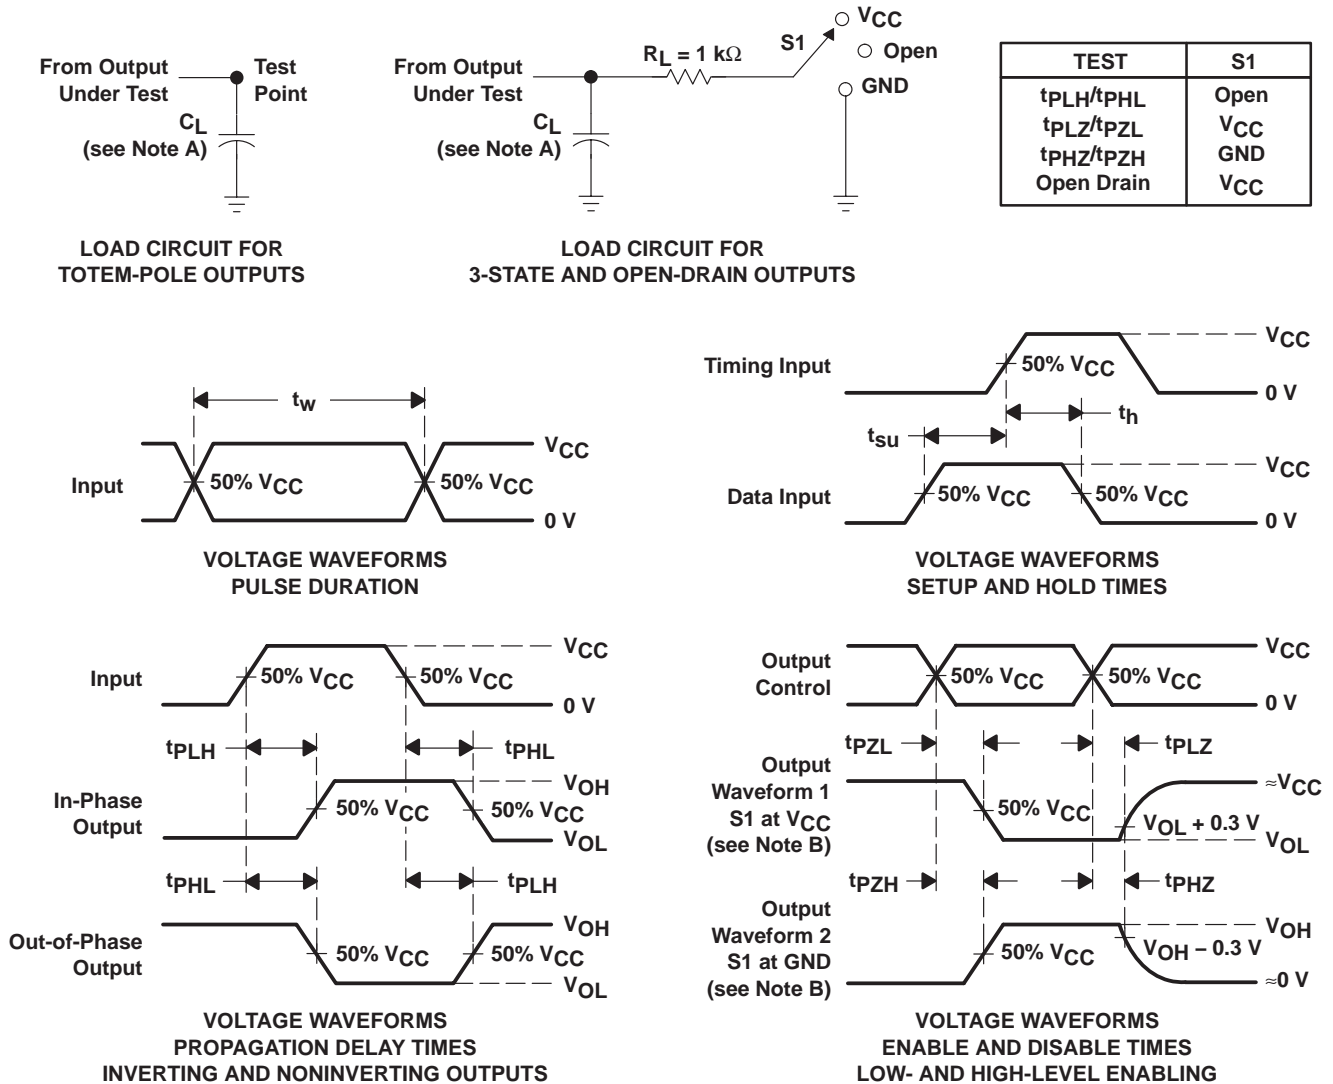 From Output
Under Test
Test
Point
CL
(see Note A)
LOAD CIRCUIT FOR
TOTEM-POLE OUTPUTS
From Output
Under Test
CL
(see Note A)
RL = 1 kΩ
S1
VCC
Open
GND
LOAD CIRCUIT FOR
3-STATE AND OPEN-DRAIN OUTPUTS
TEST S1
tPLH/tPHL Open
tPLZ/tPZL VCC
tPHZ/tPZH GND
Open Drain VCC
tw
Input
50% VCC
50% VCC
VCC
0 V
VOLTAGE WAVEFORMS
PULSE DURATION
Timing Input
50% VCC
VCC
0 V
tsu
th
Data Input
50% VCC
50% VCC
VCC
0 V
VOLTAGE WAVEFORMS
SETUP AND HOLD TIMES
Input
50% VCC
50% VCC
VCC
0 V
tPLH
tPHL
In-Phase
Output
50% VCC
50% VCC
VOH
VOL
tPHL
tPLH
Out-of-Phase
Output
50% VCC
50% VCC
VOH
VOL
VOLTAGE WAVEFORMS
PROPAGATION DELAY TIMES
INVERTING AND NONINVERTING OUTPUTS
Output
Control
50% VCC
50% VCC
VCC
0 V
tPZL
tPLZ
Output
Waveform 1
S1 at VCC
(see Note B)
50% VCC
VOL + 0.3 V
≈VCC
VOL
tPZH
tPHZ
Output
Waveform 2
S1 at GND
(see Note B)
50% VCC
VOH − 0.3 V
VOH
≈0 V
VOLTAGE WAVEFORMS
ENABLE AND DISABLE TIMES
LOW- AND HIGH-LEVEL ENABLING